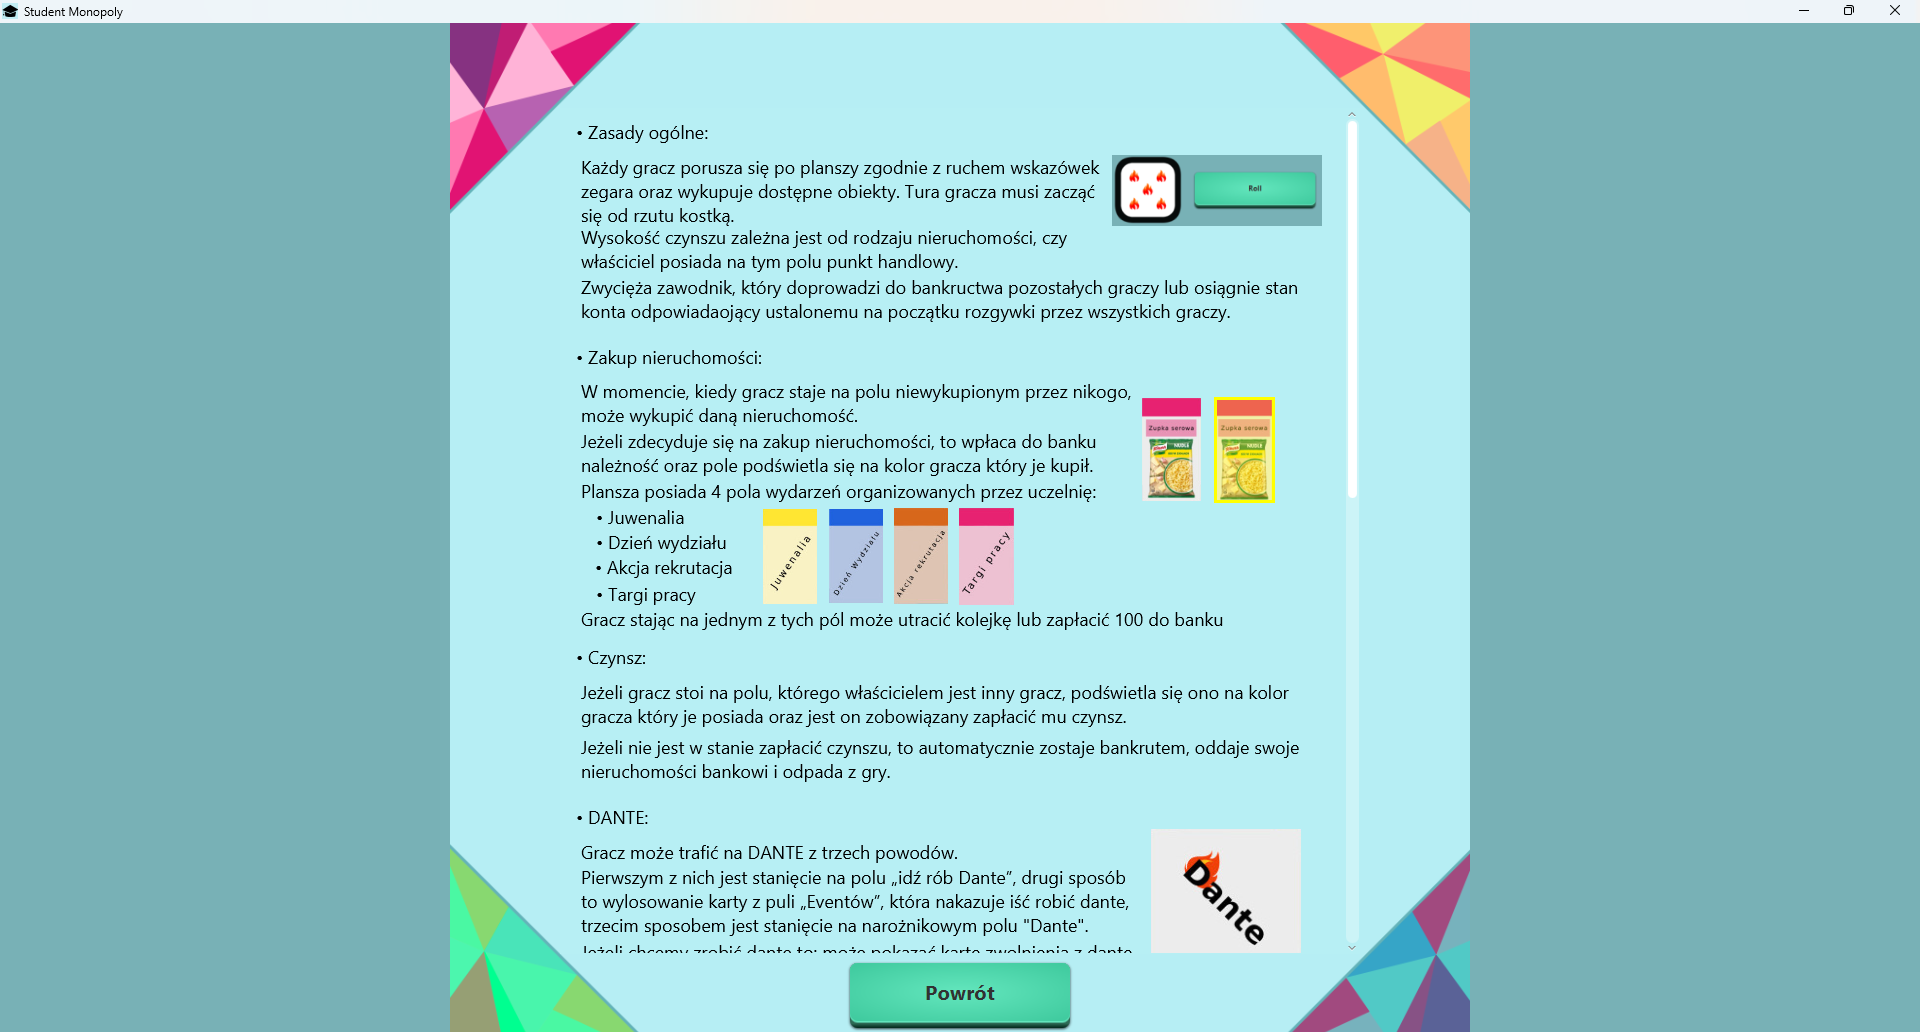 Student Monopoly
• Zasady ogólne:
Każdy gracz porusza się po planszy zgodnie z ruchem wskazówek
zegara oraz wykupuje dostępne obiekty. Tura gracza musi zacząć
się od rzutu kostką.
Roll
Wysokość czynszu zależna jest od rodzaju nieruchomości, czy
właściciel posiada na tym polu punkt handlowy.
Zwycięża zawodnik, który doprowadzi do bankructwa pozostałych graczy lub osiągnie stan
konta odpowiadaojący ustalonemu na początku rozgywki przez wszystkich graczy.
• Zakup nieruchomości:
W momencie, kiedy gracz staje na polu niewykupionym przez nikogo,
może wykupić daną nieruchomość.
Jeżeli zdecyduje się na zakup nieruchomości, to wpłaca do banku
należność oraz pole podświetla się na kolor gracza który je kupił.
Zupka serowa
Zupka serowa
Plansza posiada 4 pola wydarzeń organizowanych przez uczelnię:
• Juwenalia
• Dzień wydziału
• Akcja rekrutacja
• Targi pracy
Juwenalia
Dzień Wydziału
Akcja rekrutacja
Targi pracy
Gracz stając na jednym z tych pól może utracić kolejkę lub zapłacić 100 do banku
• Czynsz:
Jeżeli gracz stoi na polu, którego właścicielem jest inny gracz, podświetla się ono na kolor
gracza który je posiada oraz jest on zobowiązany zapłacić mu czynsz.
Jeżeli nie jest w stanie zapłacić czynszu, to automatycznie zostaje bankrutem, oddaje swoje
nieruchomości bankowi i odpada z gry.
• DANTE:
Gracz może trafić na DANTE z trzech powodów.
Pierwszym z nich jest stanięcie na polu „idź rób Dante”, drugi sposób
to wylosowanie karty z puli „Eventów”, która nakazuje iść robić dante,
trzecim sposobem jest stanięcie na narożnikowym polu "Dante".
Jeżeli chcemy zrobić dante to: może pokazać kartę zwolnienia z dante
Dante
Powrót